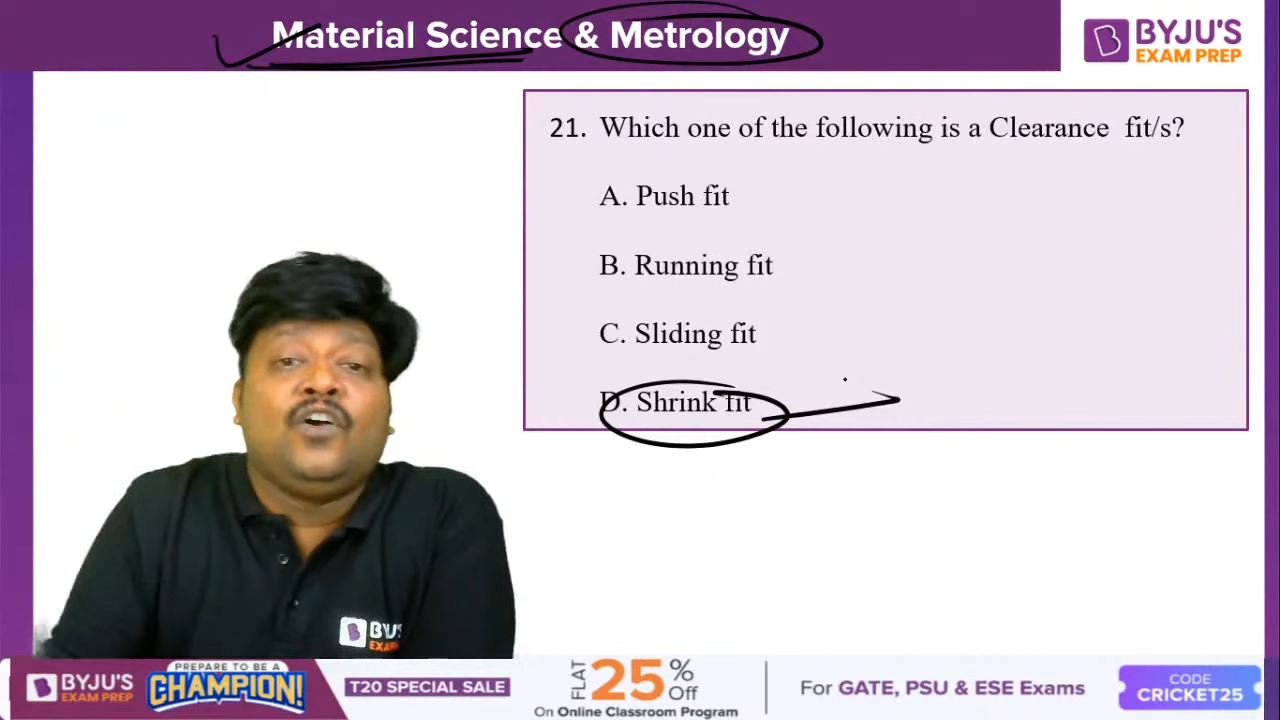 Material Science & Metrology
BYJU'S
EXAM PREP
21. Which one of the following is a Clearance fit/s?
A. Push fit
B. Running fit
C. Sliding fit
D. Shrink fit
BYJU'S
EXAM PREP
PREPARE TO BE A
CHAMPION!
T20 SPECIAL SALE
FLAT
25% Off
On Online Classroom Program
For GATE, PSU & ESE Exams
CODE
CRICKET25